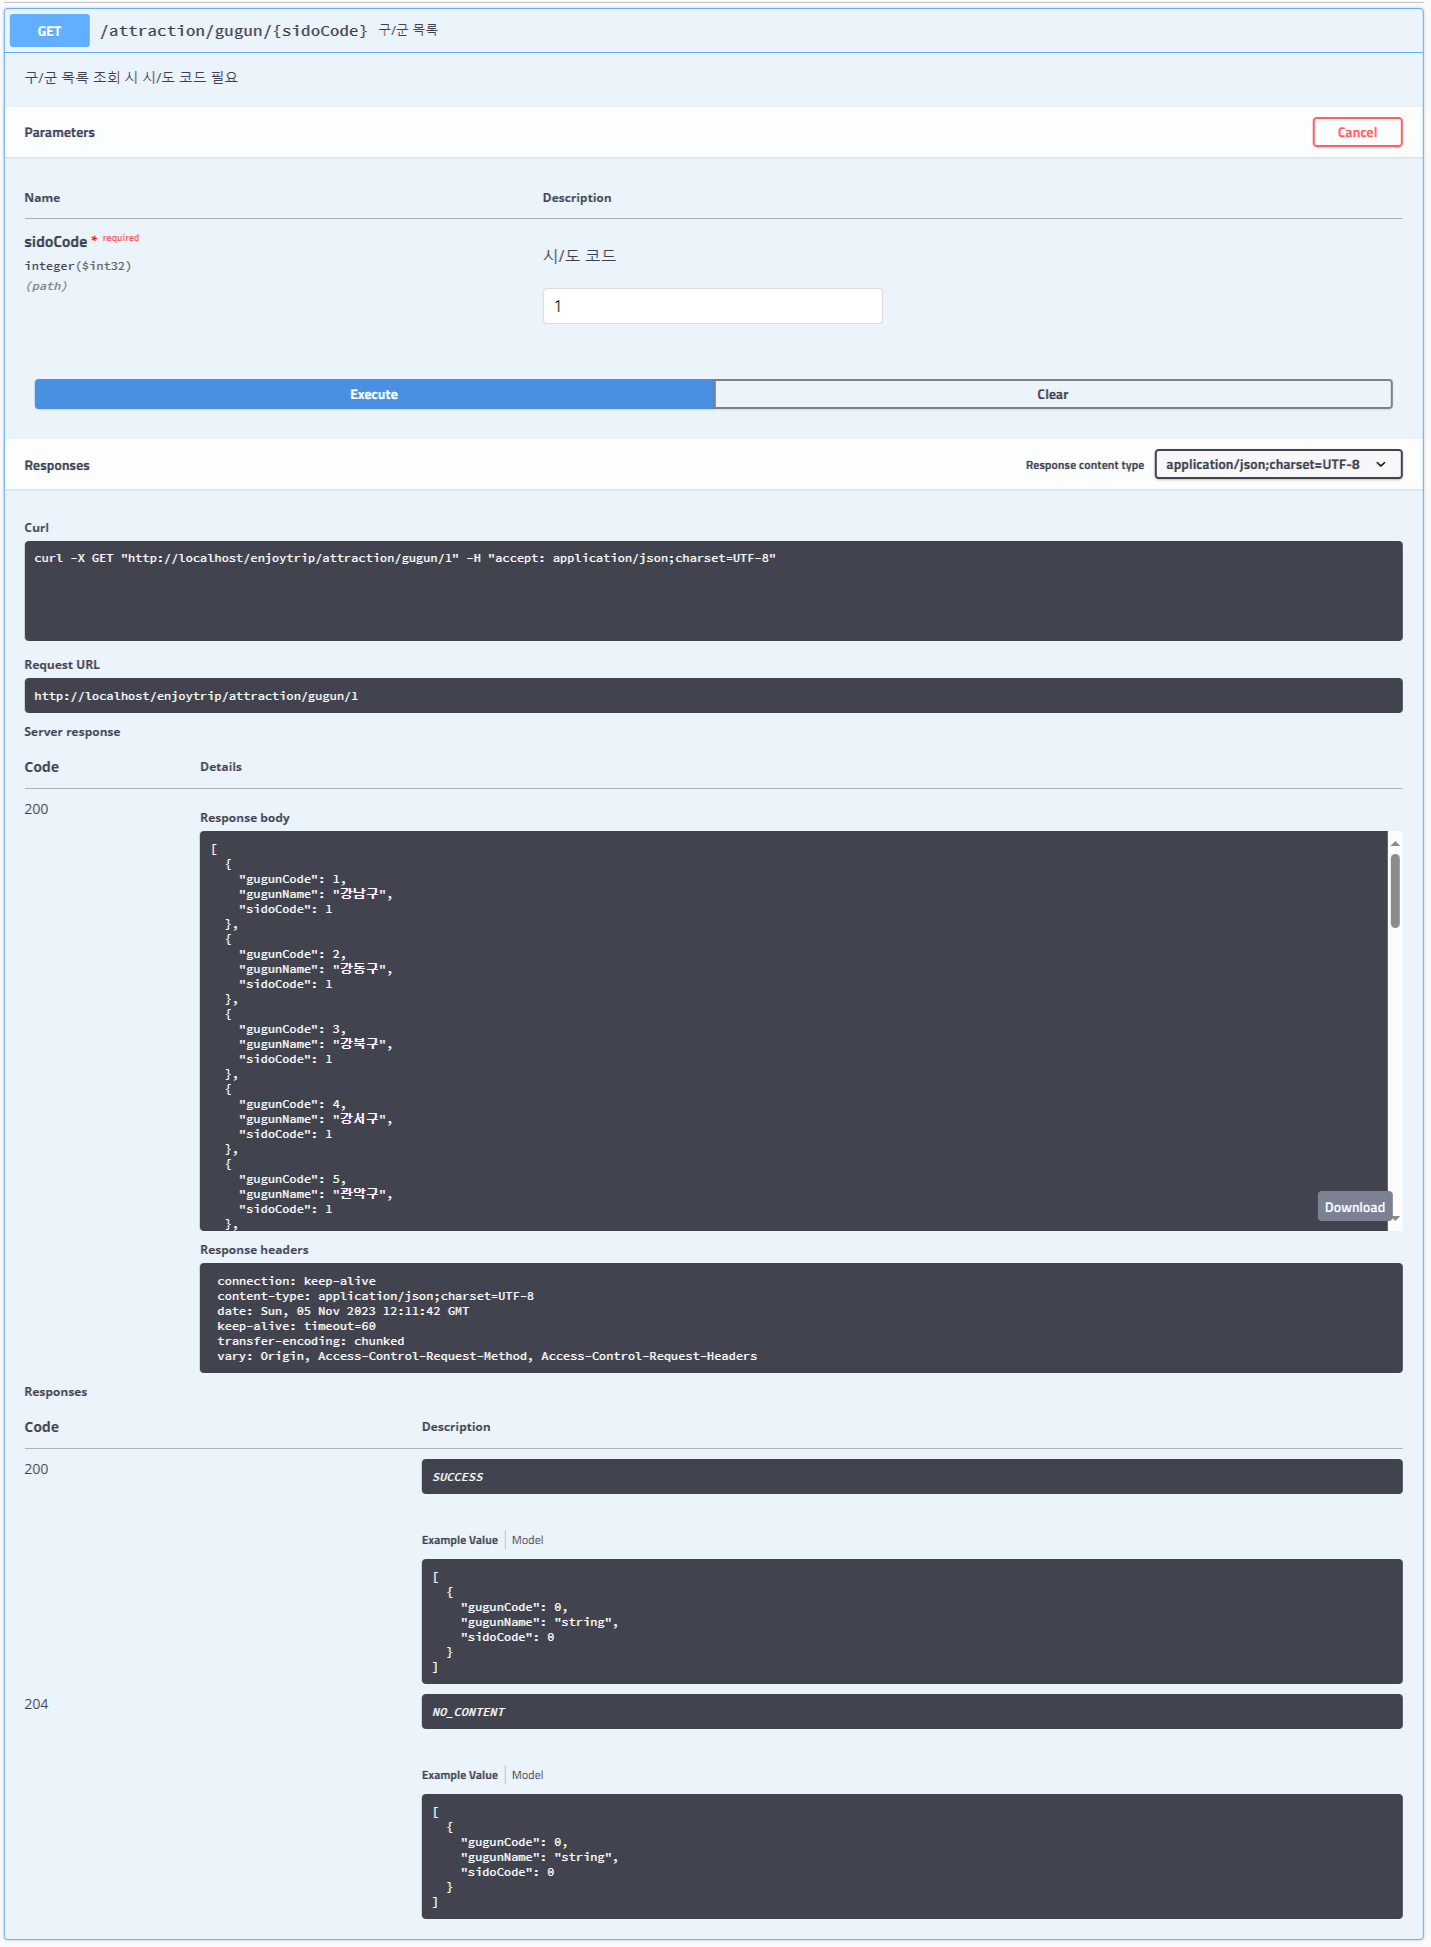 GET /attraction/gugun/{sidoCode} 구/군 목록
구/군 목록 조회 시 시/도 코드 필요
Parameters
Cancel
Name Description
sidoCode * required
integer($int32)
(path)
시/도 코드
1
Execute Clear
Responses Response content type application/json;charset=UTF-8
Curl
curl -X GET "http://localhost/enjoytrip/attraction/gugun/1" -H "accept: application/json;charset=UTF-8"
Request URL
http://localhost/enjoytrip/attraction/gugun/1
Server response
Code Details
200
Response body
[
  {
    "gugunCode": 1,
    "gugunName": "강남구",
    "sidoCode": 1
  },
  {
    "gugunCode": 2,
    "gugunName": "강동구",
    "sidoCode": 1
  },
  {
    "gugunCode": 3,
    "gugunName": "강북구",
    "sidoCode": 1
  },
  {
    "gugunCode": 4,
    "gugunName": "강서구",
    "sidoCode": 1
  },
  {
    "gugunCode": 5,
    "gugunName": "관악구",
    "sidoCode": 1
  },
Download
Response headers
connection: keep-alive
content-type: application/json;charset=UTF-8
date: Sun, 05 Nov 2023 12:11:42 GMT
keep-alive: timeout=60
transfer-encoding: chunked
vary: Origin, Access-Control-Request-Method, Access-Control-Request-Headers
Responses
Code Description
200
SUCCESS
Example Value Model
[
  {
    "gugunCode": 0,
    "gugunName": "string",
    "sidoCode": 0
  }
]
204
NO_CONTENT
Example Value Model
[
  {
    "gugunCode": 0,
    "gugunName": "string",
    "sidoCode": 0
  }
]